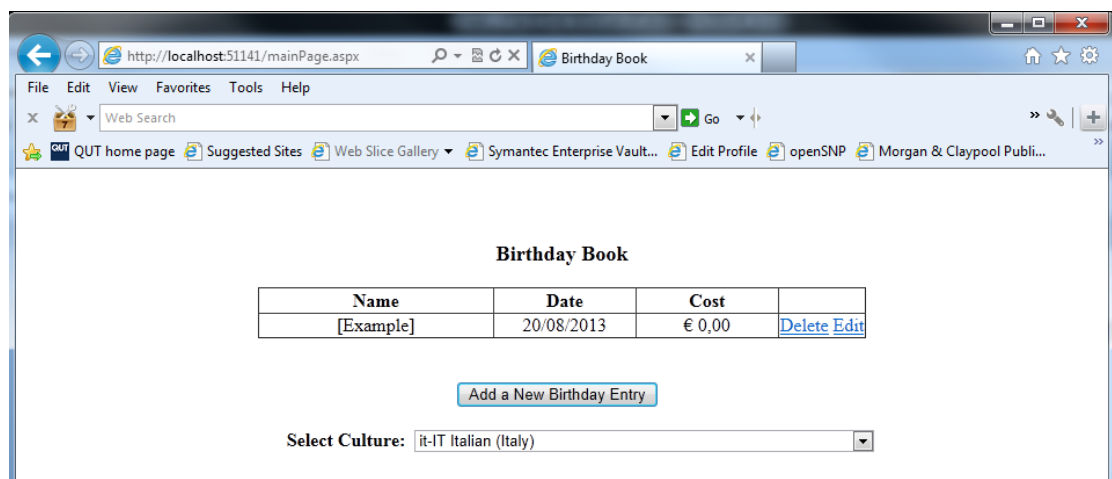 http://localhost:51141/mainPage.aspx Birthday Book
File Edit View Favorites Tools Help
Web Search Go
QUT QUT home page Suggested Sites Web Slice Gallery Symantec Enterprise Vault... Edit Profile openSNP Morgan & Claypool Publi...
Birthday Book
Name Date Cost
[Example] 20/08/2013 € 0,00 Delete Edit
Add a New Birthday Entry
Select Culture: it-IT Italian (Italy)